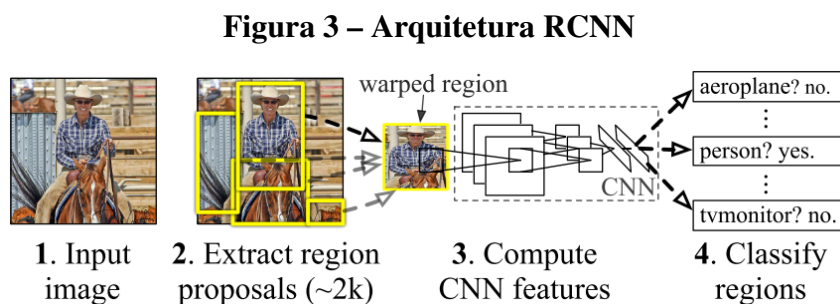 Figura 3 – Arquitetura RCNN
warped region
aeroplane? no.
⋮
person? yes.
⋮
tvmonitor? no.
CNN
1. Input
image
2. Extract region
proposals (~2k)
3. Compute
CNN features
4. Classify
regions